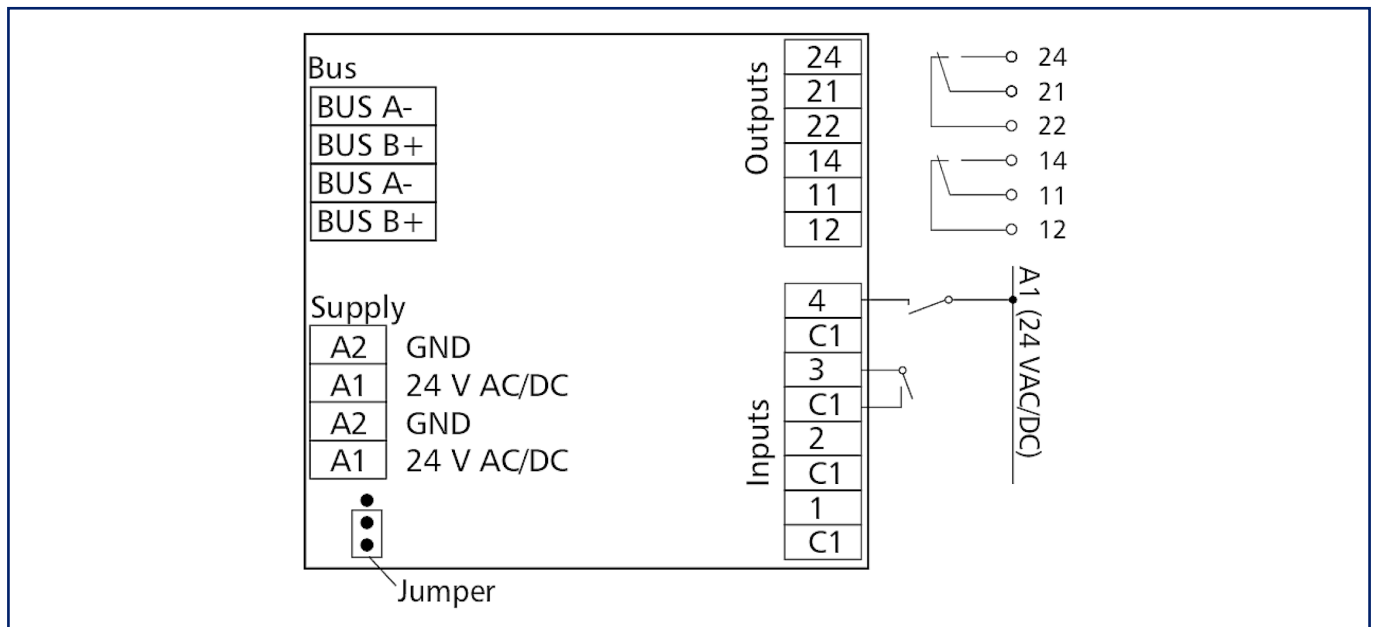 Bus
BUS A-
BUS B+
BUS A-
BUS B+
Supply
A2 GND
A1 24 V AC/DC
A2 GND
A1 24 V AC/DC
Jumper
Outputs
24
21
22
14
11
12
Inputs
4
C1
3
C1
2
C1
1
C1
24
21
22
14
11
12
A1 (24 VAC/DC)